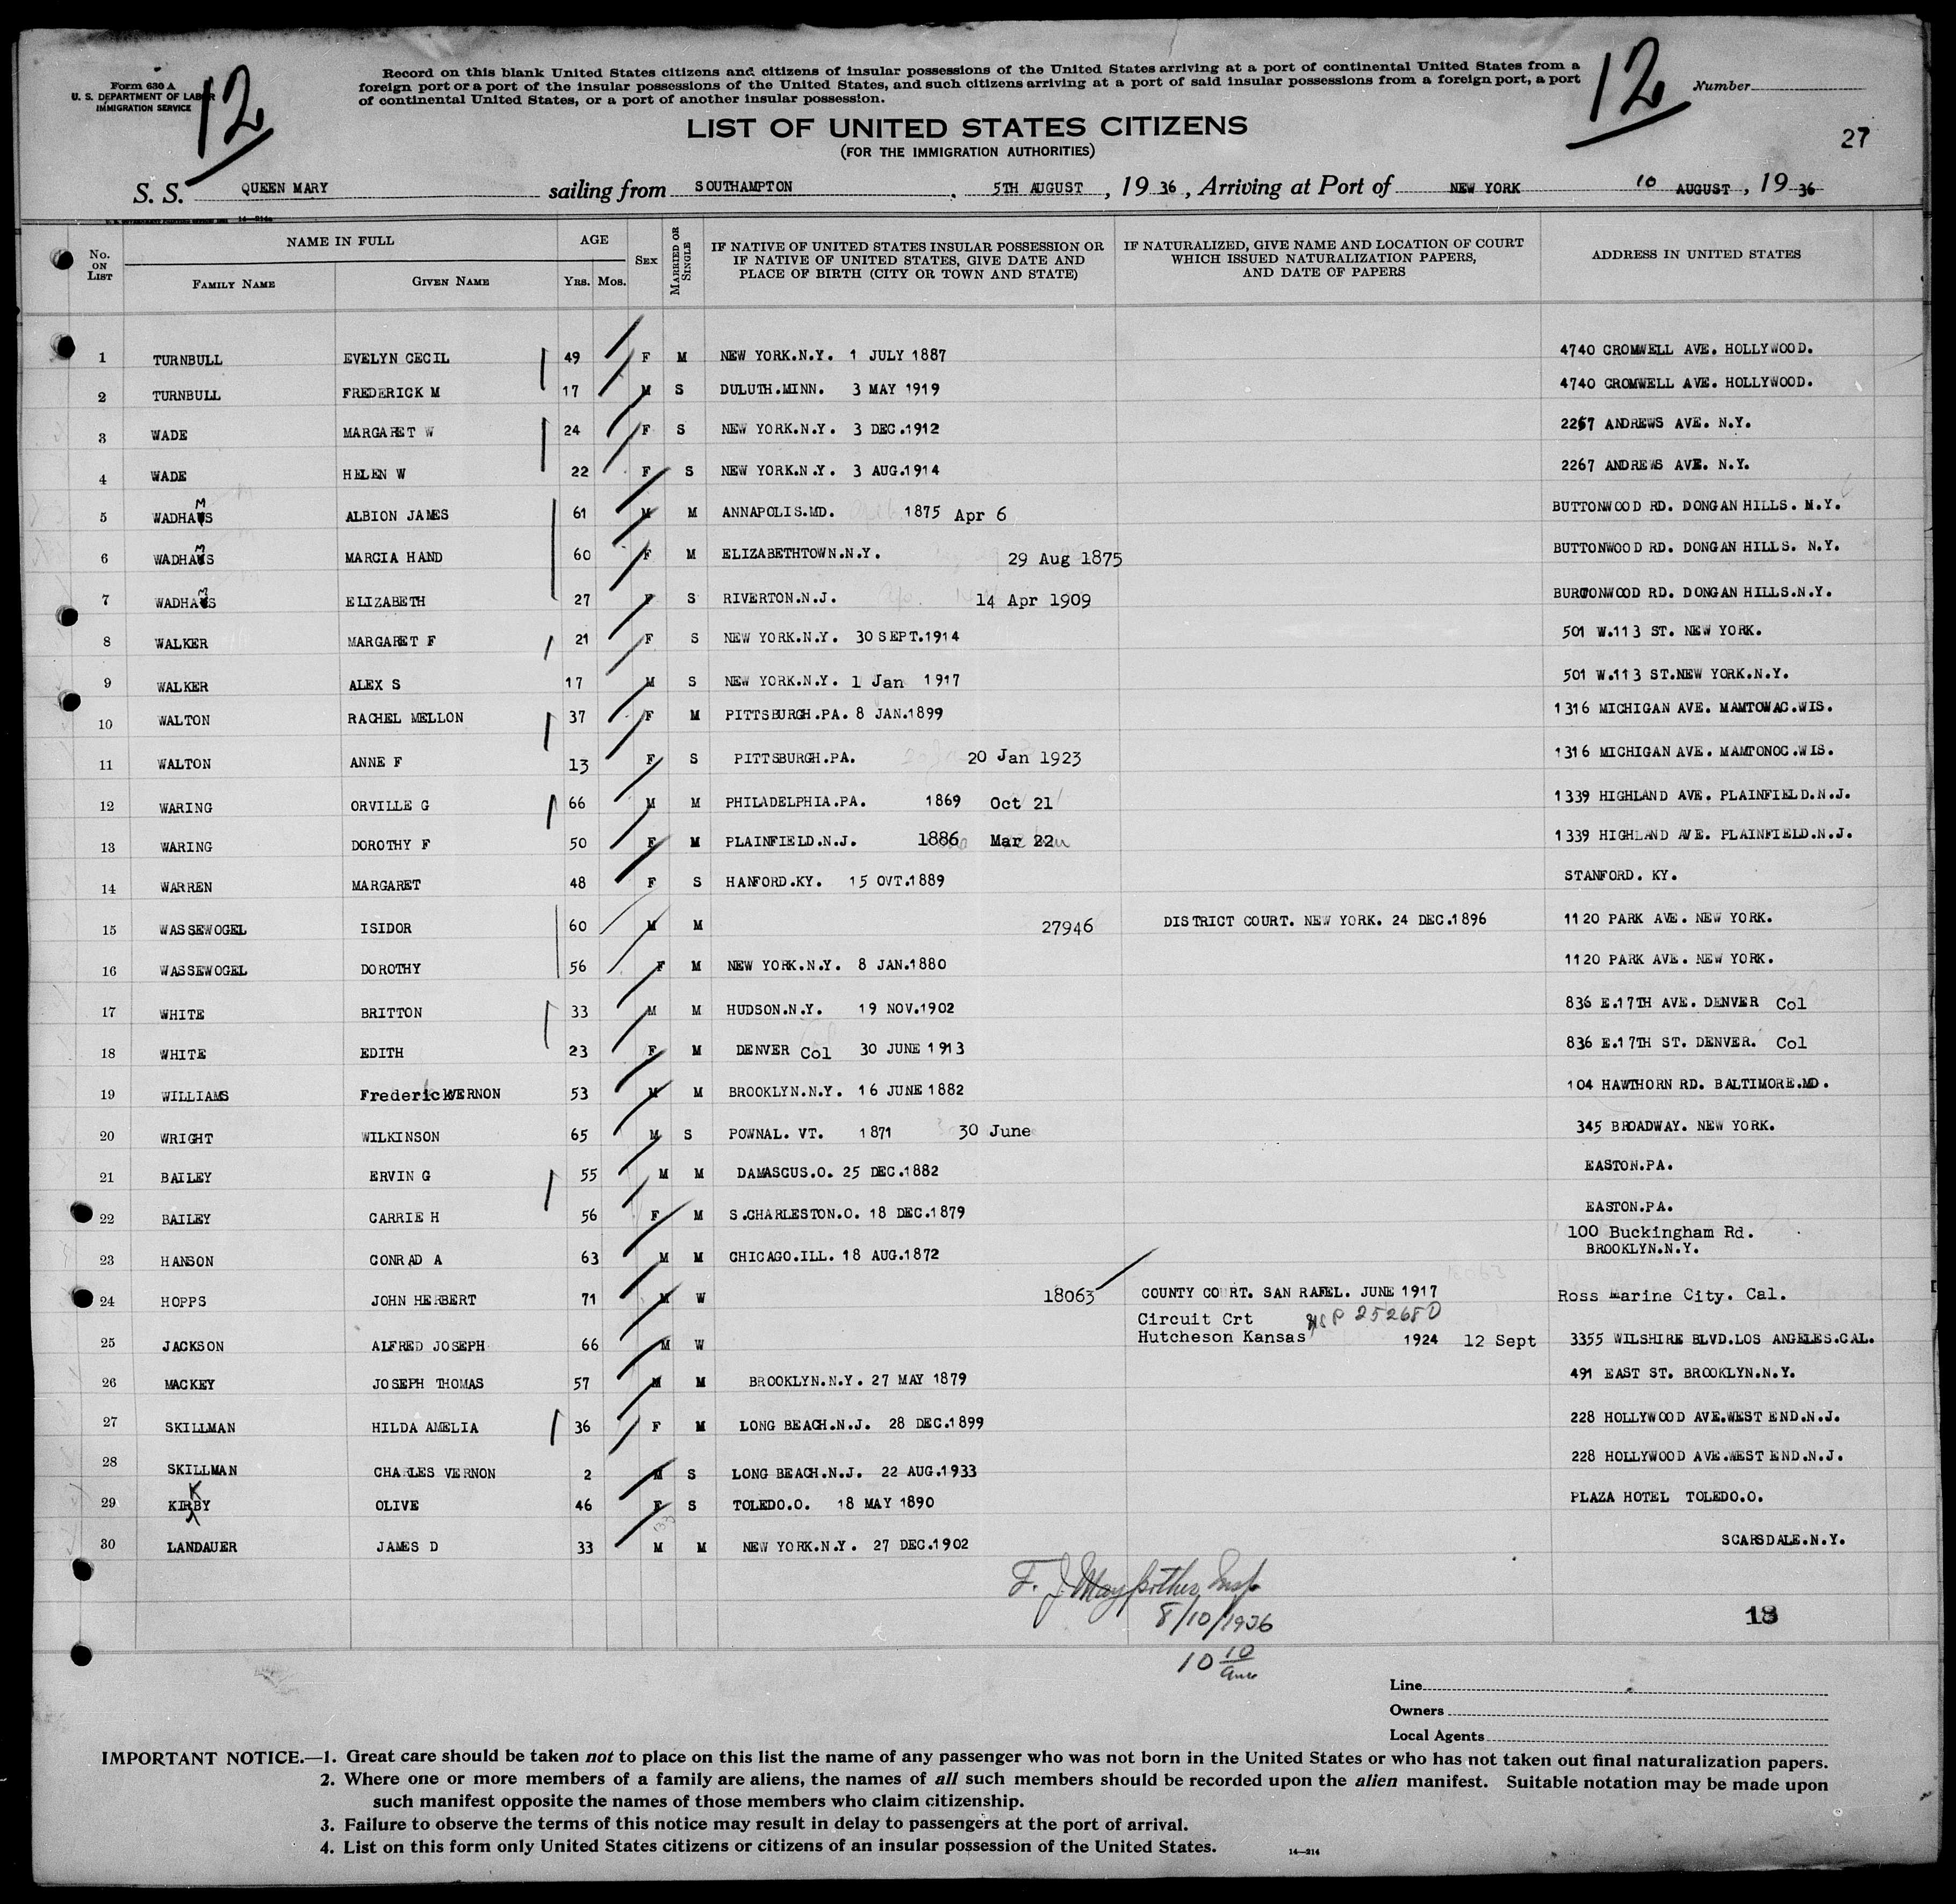 Form 630 A
U. S. DEPARTMENT OF LABOR
IMMIGRATION SERVICE
12
Record on this blank United States citizens and citizens of insular possessions of the United States arriving at a port of continental United States from a
foreign port or a port of the insular possessions of the United States, and such citizens arriving at a port of said insular possessions from a foreign port, a port
of continental United States, or a port of another insular possession.
12
Number
27
LIST OF UNITED STATES CITIZENS
(FOR THE IMMIGRATION AUTHORITIES)
S. S. QUEEN MARY sailing from SOUTHAMPTON, 5TH AUGUST, 19 36, Arriving at Port of NEW YORK 10 AUGUST, 19 36
No. ON LIST NAME IN FULL FAMILY NAME GIVEN NAME AGE YRS. MOS. SEX MARRIED OR SINGLE IF NATIVE OF UNITED STATES INSULAR POSSESSION OR IF NATIVE OF UNITED STATES, GIVE DATE AND PLACE OF BIRTH (CITY OR TOWN AND STATE) IF NATURALIZED, GIVE NAME AND LOCATION OF COURT WHICH ISSUED NATURALIZATION PAPERS, AND DATE OF PAPERS ADDRESS IN UNITED STATES
1 TURNBULL EVELYN CECIL 49 F M NEW YORK.N.Y. 1 JULY 1887 4740 CROMWELL AVE. HOLLYWOOD.
2 TURNBULL FREDERICK M 17 M S DULUTH.MINN. 3 MAY 1919 4740 CROMWELL AVE. HOLLYWOOD.
3 WADE MARGARET W 24 F S NEW YORK.N.Y. 3 DEC.1912 2267 ANDREWS AVE. N.Y.
4 WADE HELEN W 22 F S NEW YORK.N.Y. 3 AUG.1914 2267 ANDREWS AVE. N.Y.
5 WADHAMS ALBION JAMES 61 M M ANNAPOLIS.MD. 1875 Apr 6 BUTTONWOOD RD. DONGAN HILLS. N.Y.
6 WADHAMS MARCIA HAND 60 F M ELIZABETHTOWN.N.Y. 29 Aug 1875 BUTTONWOOD RD. DONGAN HILLS. N.Y.
7 WADHAMS ELIZABETH 27 F S RIVERTON.N.J. 14 Apr 1909 BURTONWOOD RD. DONGAN HILLS.N.Y.
8 WALKER MARGARET F 21 F S NEW YORK.N.Y. 30 SEPT.1914 501 W.113 ST. NEW YORK.
9 WALKER ALEX S 17 M S NEW YORK.N.Y. 1 Jan 1917 501 W.113 ST.NEW YORK.N.Y.
10 WALTON RACHEL MELLON 37 F M PITTSBURGH.PA. 8 JAN.1899 1316 MICHIGAN AVE. MAMTOWAC.WIS.
11 WALTON ANNE F 13 F S PITTSBURGH.PA. 20 Jan 1923 1316 MICHIGAN AVE. MAMTONOC.WIS.
12 WARING ORVILLE G 66 M M PHILADELPHIA.PA. 1869 Oct 21 1339 HIGHLAND AVE. PLAINFIELD.N.J.
13 WARING DOROTHY F 50 F M PLAINFIELD.N.J. 1886 Mar 22 1339 HIGHLAND AVE. PLAINFIELD.N.J.
14 WARREN MARGARET 48 F S HANFORD.KY. 15 OVT.1889 STANFORD. KY.
15 WASSEWOGEL ISIDOR 60 M M 27946 DISTRICT COURT. NEW YORK. 24 DEC.1896 1120 PARK AVE. NEW YORK.
16 WASSEWOGEL DOROTHY 56 F M NEW YORK.N.Y. 8 JAN.1880 1120 PARK AVE. NEW YORK.
17 WHITE BRITTON 33 M M HUDSON.N.Y. 19 NOV.1902 836 E.17TH AVE. DENVER Col
18 WHITE EDITH 23 F M DENVER Col 30 JUNE 1913 836 E.17TH ST. DENVER. Col
19 WILLIAMS Frederick VERNON 53 M M BROOKLYN.N.Y. 16 JUNE 1882 104 HAWTHORN RD. BALTIMORE.MD.
20 WRIGHT WILKINSON 65 M S POWNAL. VT. 1871 30 June 345 BROADWAY. NEW YORK.
21 BAILEY ERVIN G 55 M M DAMASCUS.O. 25 DEC.1882 EASTON.PA.
22 BAILEY CARRIE H 56 F M S.CHARLESTON.O. 18 DEC.1879 EASTON.PA.
100 Buckingham Rd.
23 HANSON CONRAD A 63 M M CHICAGO.ILL. 18 AUG.1872 BROOKLYN.N.Y.
24 HOPPS JOHN HERBERT 71 M W 18063 COUNTY COURT. SAN RAFEL. JUNE 1917 Ross Marine City. Cal.
Circuit Crt USP 252650
25 JACKSON ALFRED JOSEPH 66 M W Hutcheson Kansas 1924 12 Sept 3355 WILSHIRE BLVD.LOS ANGELES.CAL.
26 MACKEY JOSEPH THOMAS 57 M M BROOKLYN.N.Y. 27 MAY 1879 491 EAST ST. BROOKLYN.N.Y.
27 SKILLMAN HILDA AMELIA 36 F M LONG BEACH.N.J. 28 DEC.1899 228 HOLLYWOOD AVE.WEST END.N.J.
28 SKILLMAN CHARLES VERNON 2 M S LONG BEACH.N.J. 22 AUG.1933 228 HOLLYWOOD AVE.WEST END.N.J.
29 KIRKBY OLIVE 46 F S TOLEDO.O. 18 MAY 1890 PLAZA HOTEL TOLEDO.O.
30 LANDAUER JAMES D 33 M M NEW YORK.N.Y. 27 DEC.1902 SCARSDALE.N.Y.
8/10/1936
18
10 10
Line
Owners
Local Agents
IMPORTANT NOTICE.—1. Great care should be taken not to place on this list the name of any passenger who was not born in the United States or who has not taken out final naturalization papers.
2. Where one or more members of a family are aliens, the names of all such members should be recorded upon the alien manifest. Suitable notation may be made upon
such manifest opposite the names of those members who claim citizenship.
3. Failure to observe the terms of this notice may result in delay to passengers at the port of arrival.
4. List on this form only United States citizens or citizens of an insular possession of the United States.
14—214